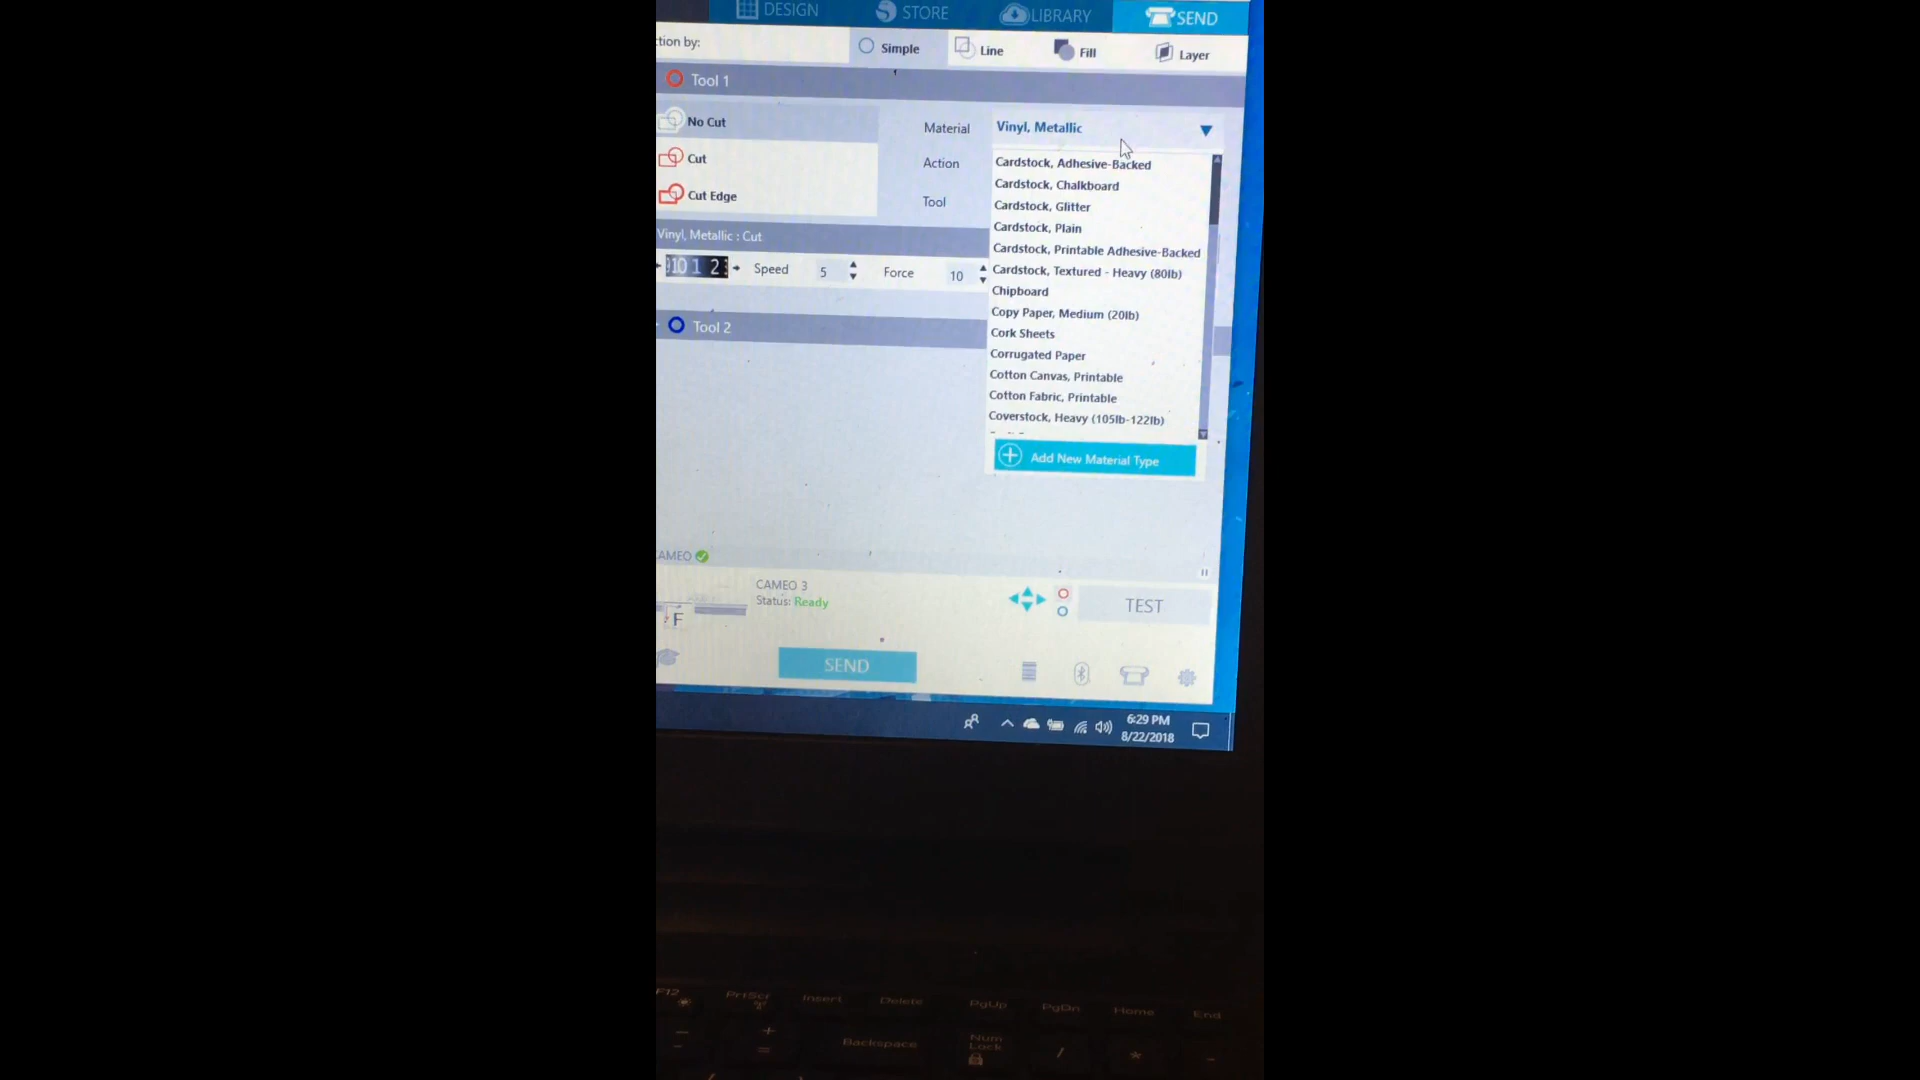 DESIGN
STORE
LIBRARY
SEND
tion by:
Simple
Line
Fill
Layer
Tool 1
No Cut
Cut
Cut Edge
Material
Vinyl, Metallic
Action
Tool
Cardstock, Adhesive-Backed
Cardstock, Chalkboard
Cardstock, Glitter
Cardstock, Plain
Cardstock, Printable Adhesive-Backed
Cardstock, Textured - Heavy (80lb)
Chipboard
Copy Paper, Medium (20lb)
Cork Sheets
Corrugated Paper
Cotton Canvas, Printable
Cotton Fabric, Printable
Coverstock, Heavy (105lb-122lb)
Add New Material Type
Vinyl, Metallic : Cut
10 1 2
Speed 5
Force 10
Tool 2
AMEO
CAMEO 3
Status: Ready
TEST
F
SEND
6:29 PM
8/22/2018
F12
PrtScr
Insert
Delete
PgUp
PgDn
Home
End
Backspace
Num
Lock
/
*
-
+
=